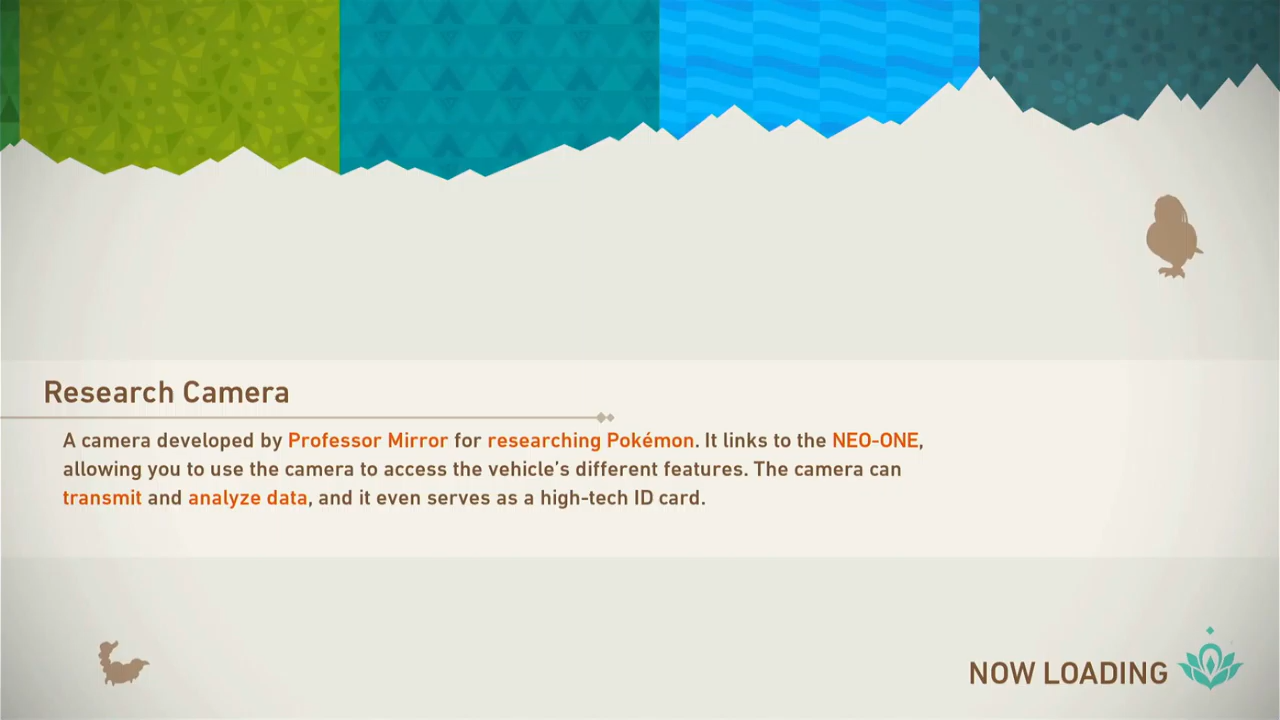 Research Camera
A camera developed by Professor Mirror for researching Pokémon. It links to the NEO-ONE,
allowing you to use the camera to access the vehicle's different features. The camera can
transmit and analyze data, and it even serves as a high-tech ID card.
NOW LOADING